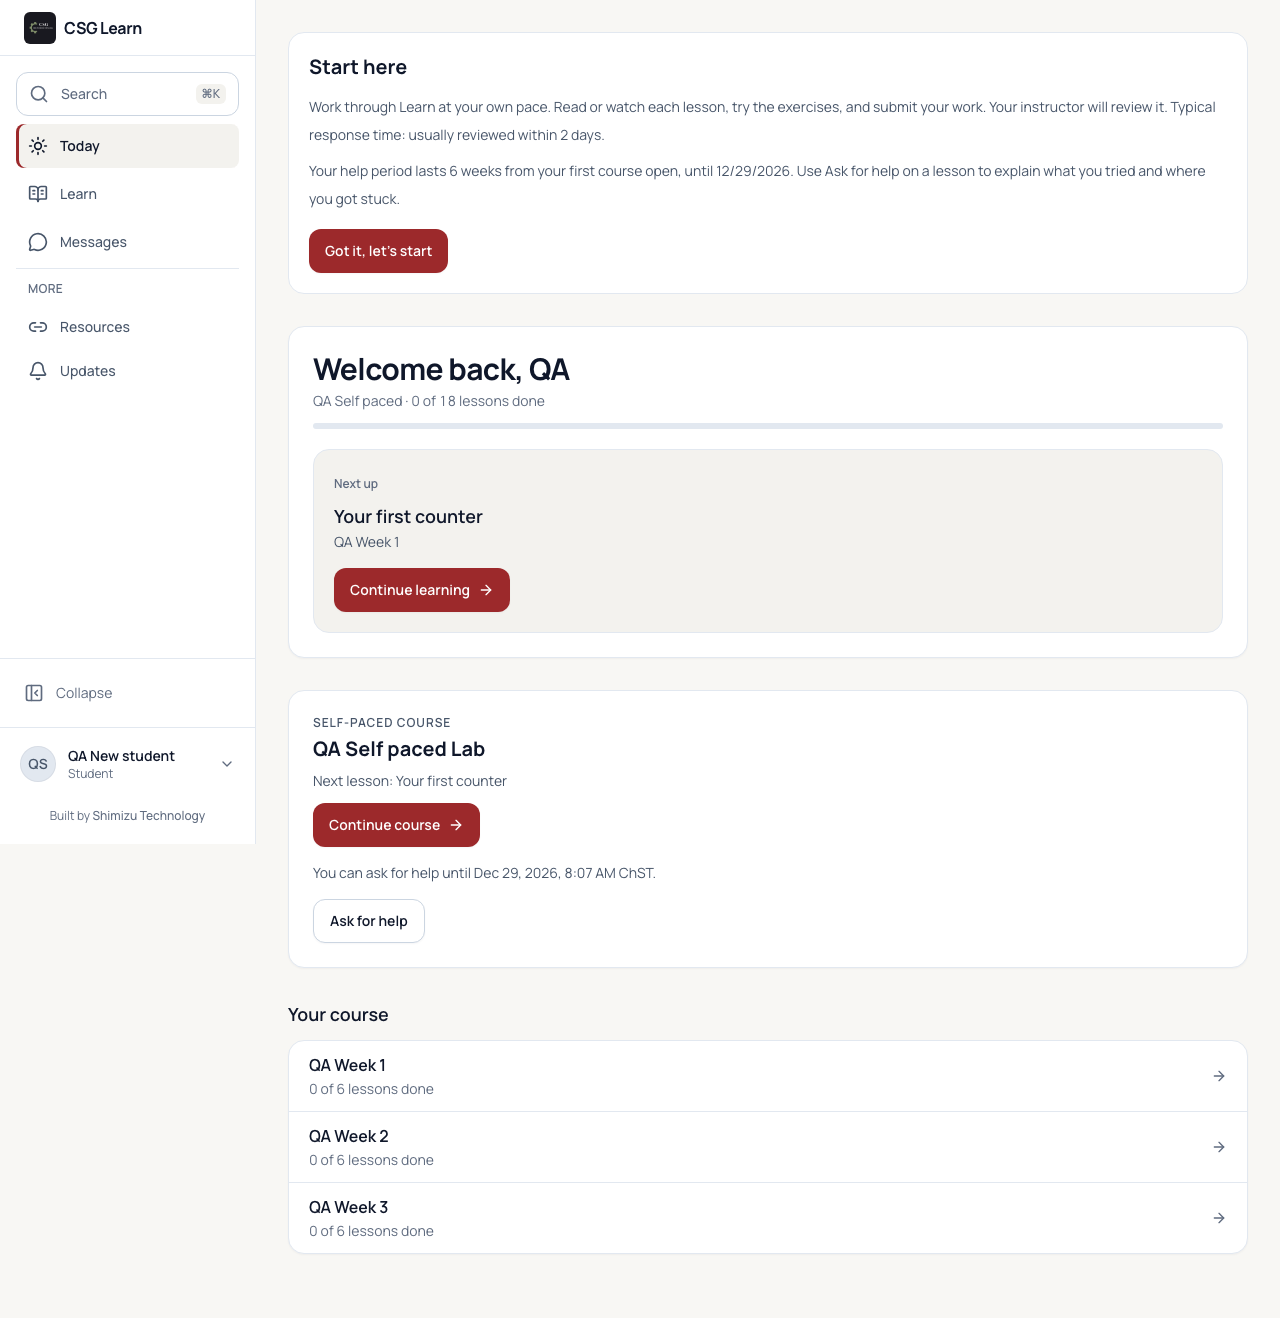 CSG Learn
Search
⌘K
Today
Learn
Messages
MORE
Resources
Updates
Collapse
QS
QA New student
Student
Built by Shimizu Technology
Start here
Work through Learn at your own pace. Read or watch each lesson, try the exercises, and submit your work. Your instructor will review it. Typical
response time: usually reviewed within 2 days.
Your help period lasts 6 weeks from your first course open, until 12/29/2026. Use Ask for help on a lesson to explain what you tried and where
you got stuck.
Got it, let's start
Welcome back, QA
QA Self paced · 0 of 18 lessons done
Next up
Your first counter
QA Week 1
Continue learning →
SELF-PACED COURSE
QA Self paced Lab
Next lesson: Your first counter
Continue course →
You can ask for help until Dec 29, 2026, 8:07 AM ChST.
Ask for help
Your course
QA Week 1
0 of 6 lessons done
QA Week 2
0 of 6 lessons done
QA Week 3
0 of 6 lessons done